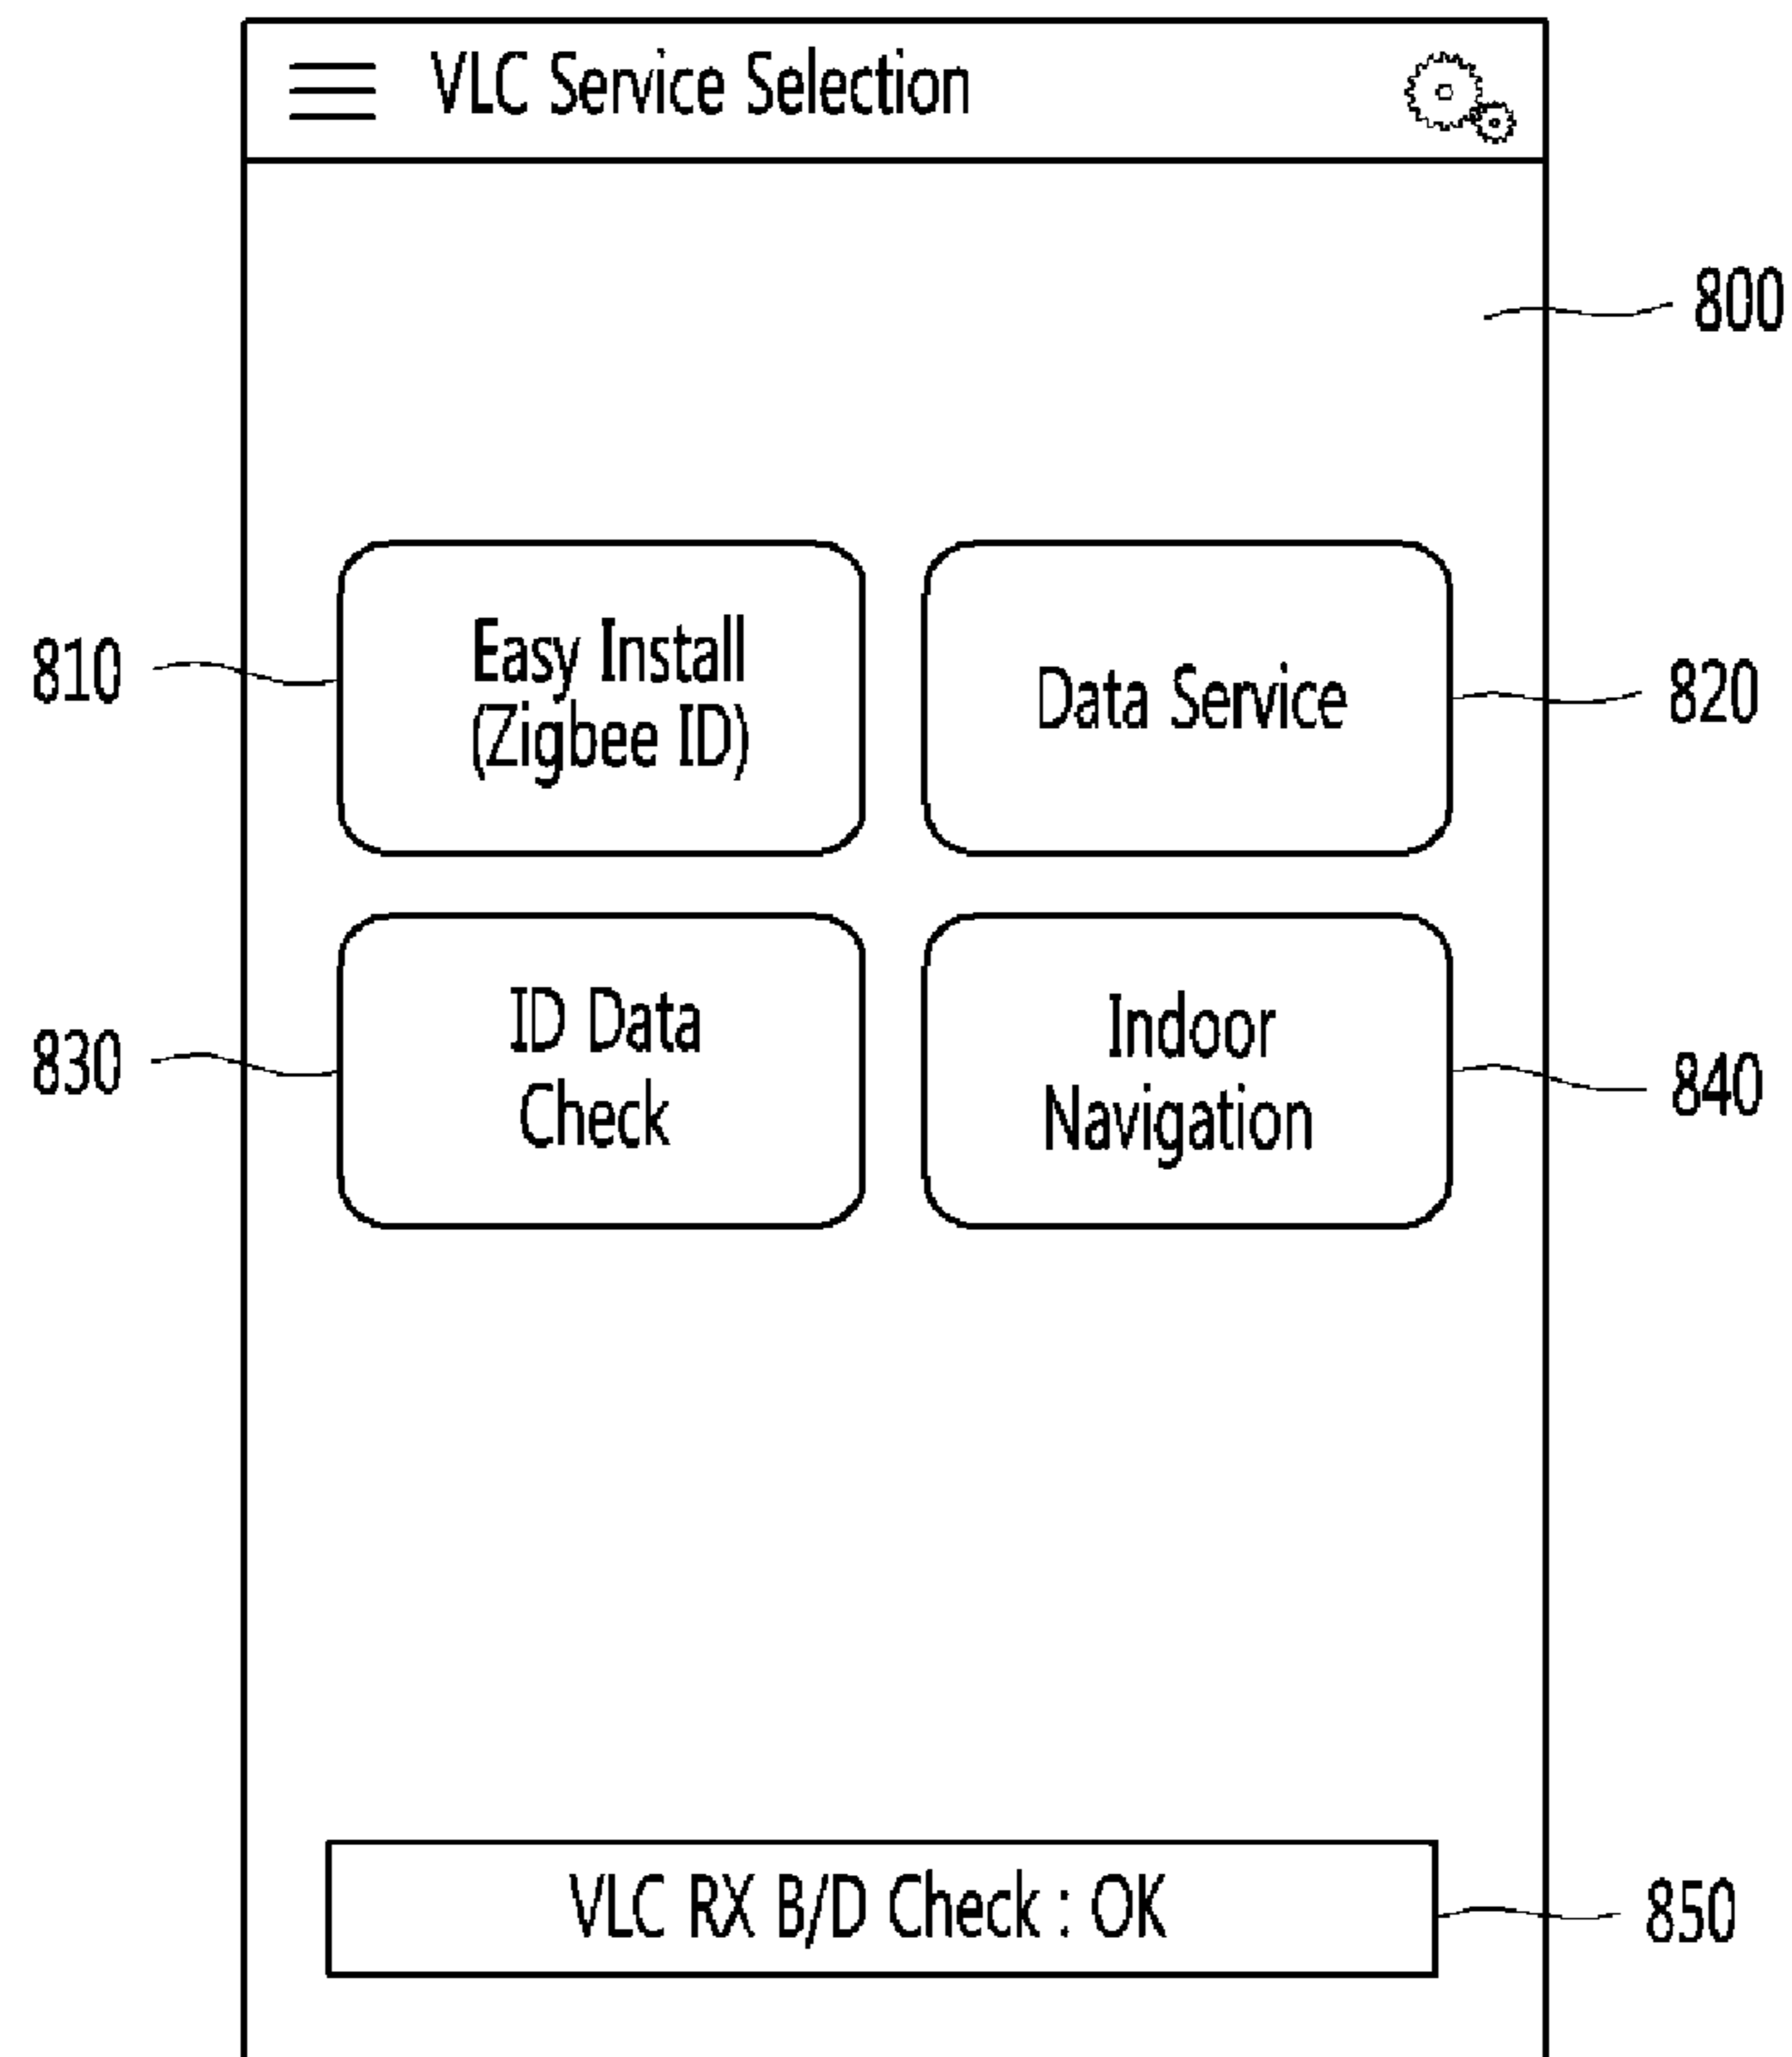 VLC Service Selection
800
810
Easy Install
(Zigbee ID)
Data Service
820
830
ID Data
Check
Indoor
Navigation
840
VLC RX B/D Check : OK
850